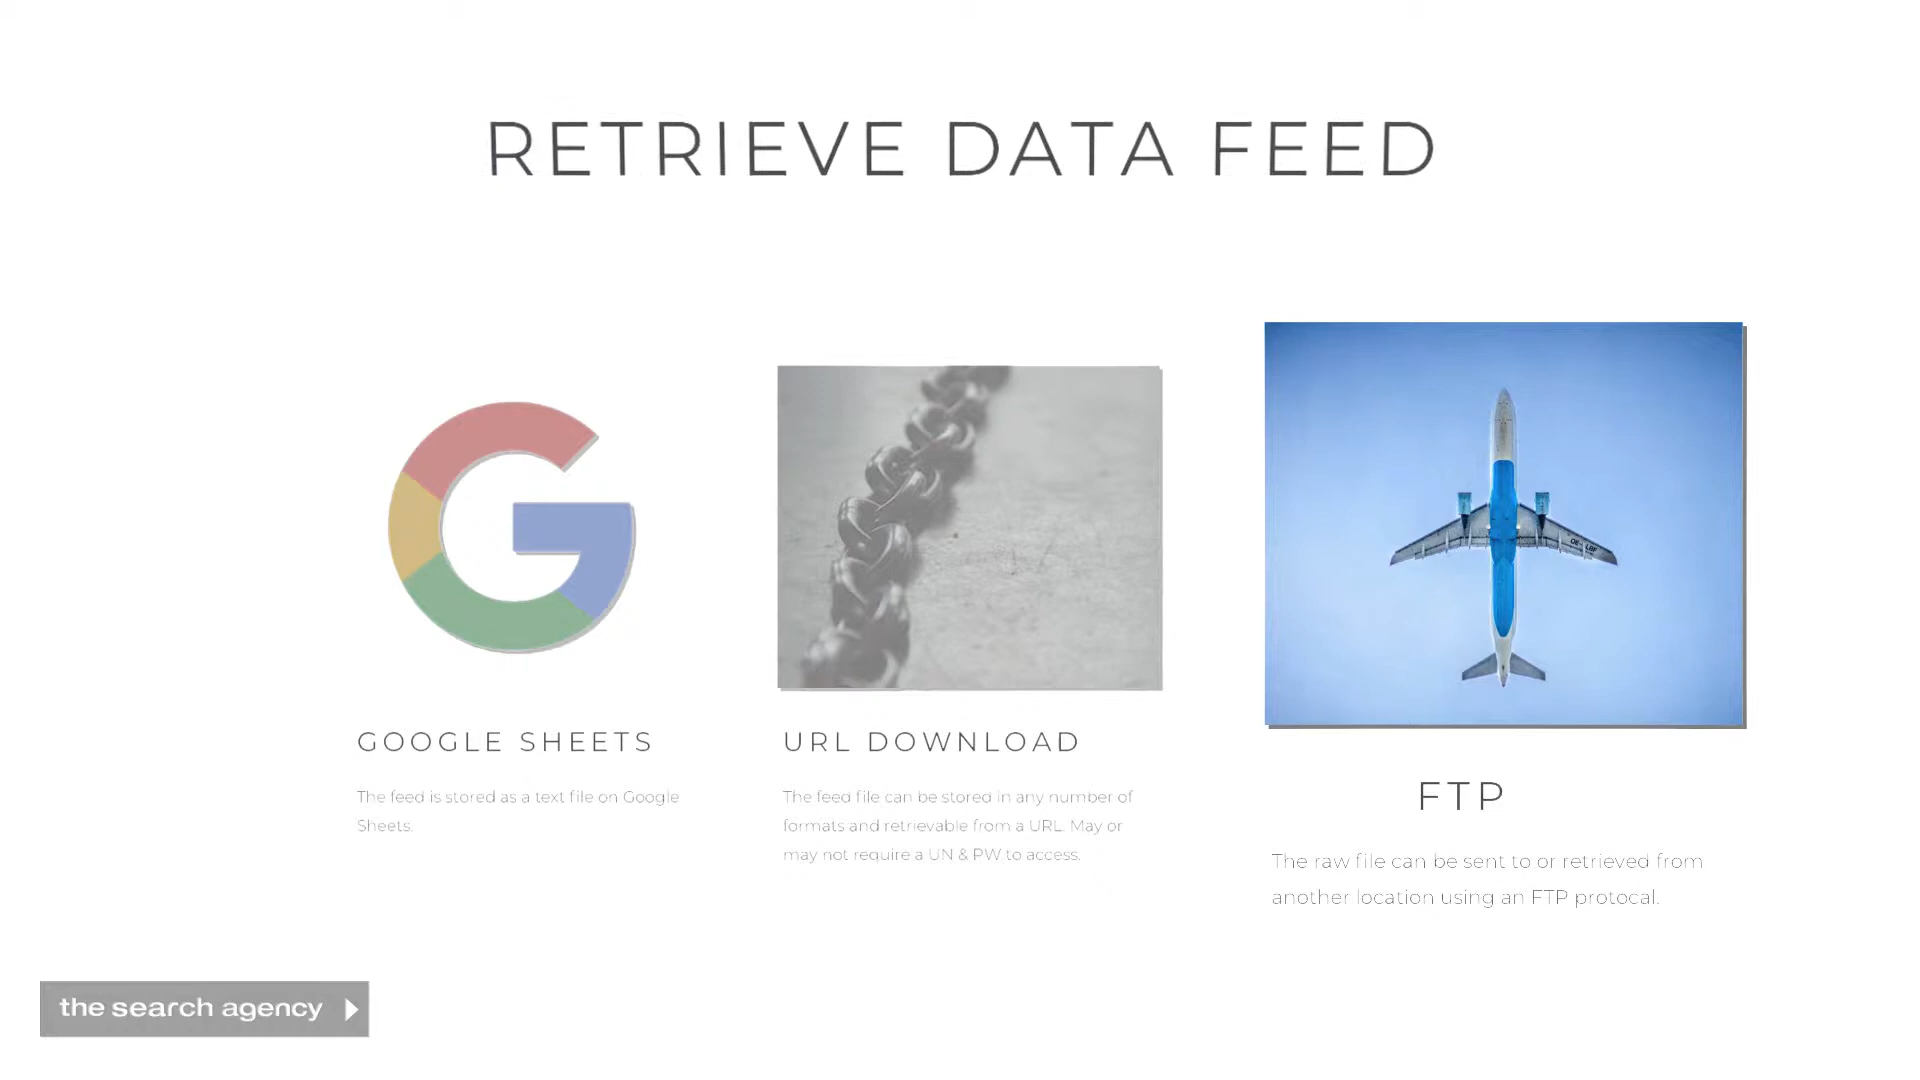 RETRIEVE DATA FEED
GOOGLE SHEETS
The feed is stored as a text file on Google
Sheets.
URL DOWNLOAD
The feed file can be stored in any number of
formats and retrievable from a URL. May or
may not require a UN & PW to access.
OE-LBF
FTP
The raw file can be sent to or retrieved from
another location using an FTP protocal.
the search agency